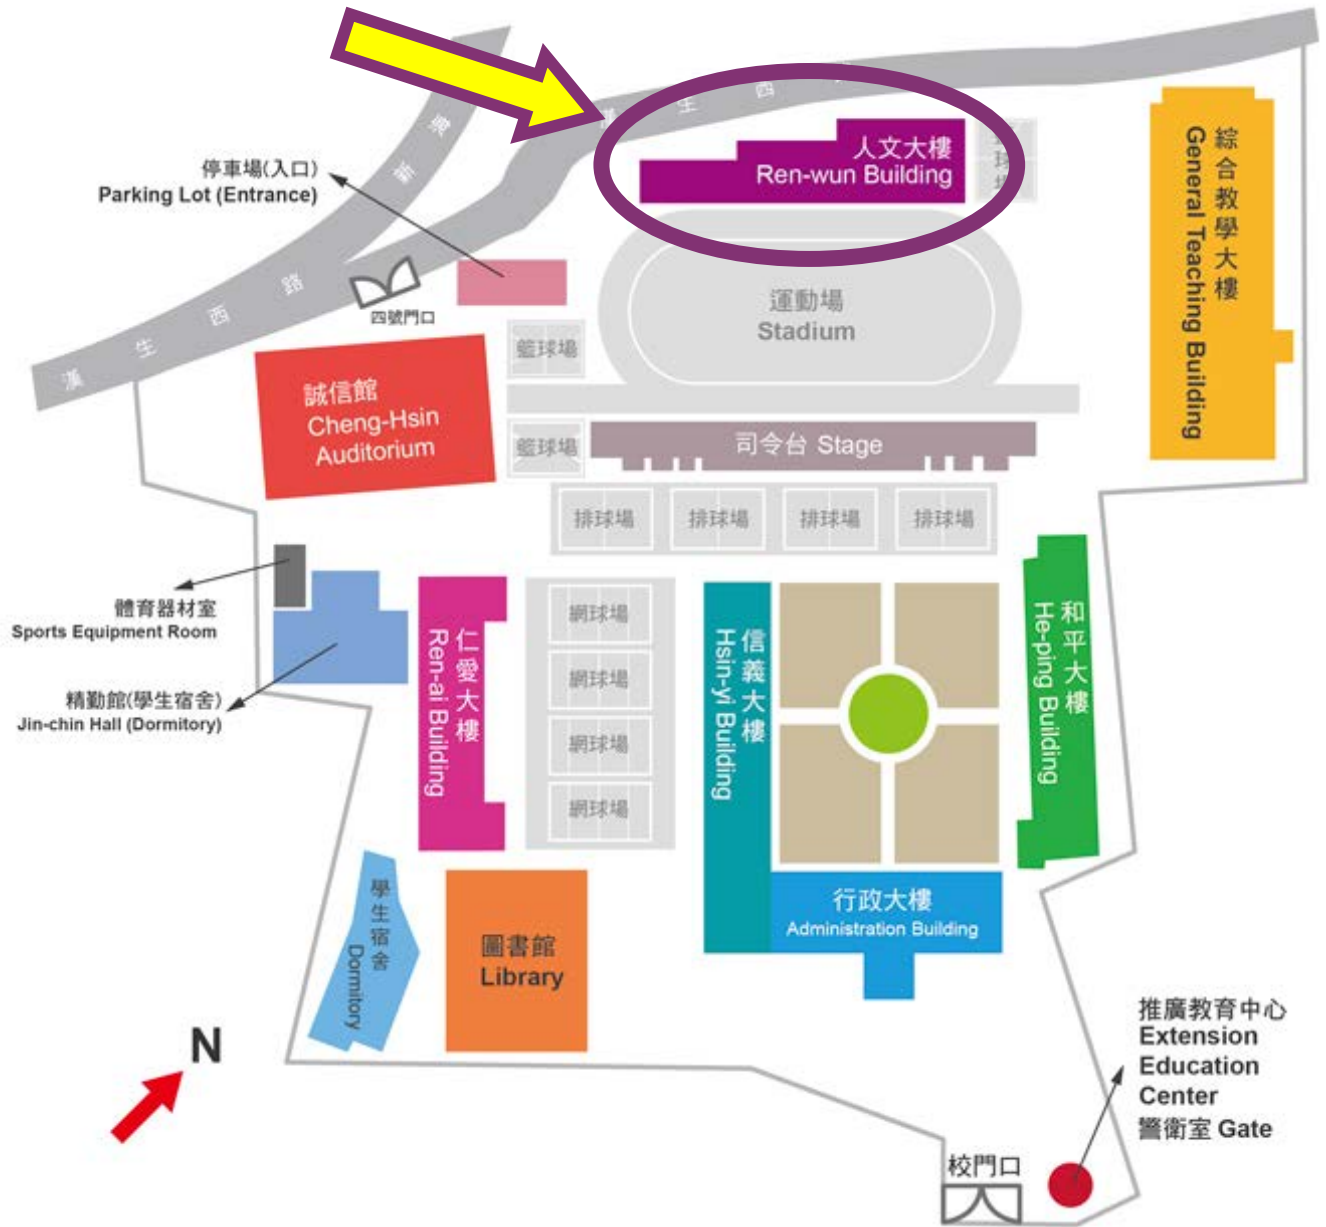 漢生西路
人文大樓
Ren-wun Building
球場
綜合教學大樓
General Teaching Building
停車場(入口)
Parking Lot (Entrance)
漢生西路
四號門口
運動場
Stadium
籃球場
誠信館
Cheng-Hsin
Auditorium
籃球場
司令台 Stage
排球場
排球場
排球場
排球場
體育器材室
Sports Equipment Room
精勤館(學生宿舍)
Jin-chin Hall (Dormitory)
仁愛大樓
Ren-ai Building
網球場
網球場
網球場
網球場
信義大樓
Hsin-yi Building
和平大樓
He-ping Building
行政大樓
Administration Building
學生宿舍
Dormitory
圖書館
Library
N
推廣教育中心
Extension
Education
Center
警衛室 Gate
校門口